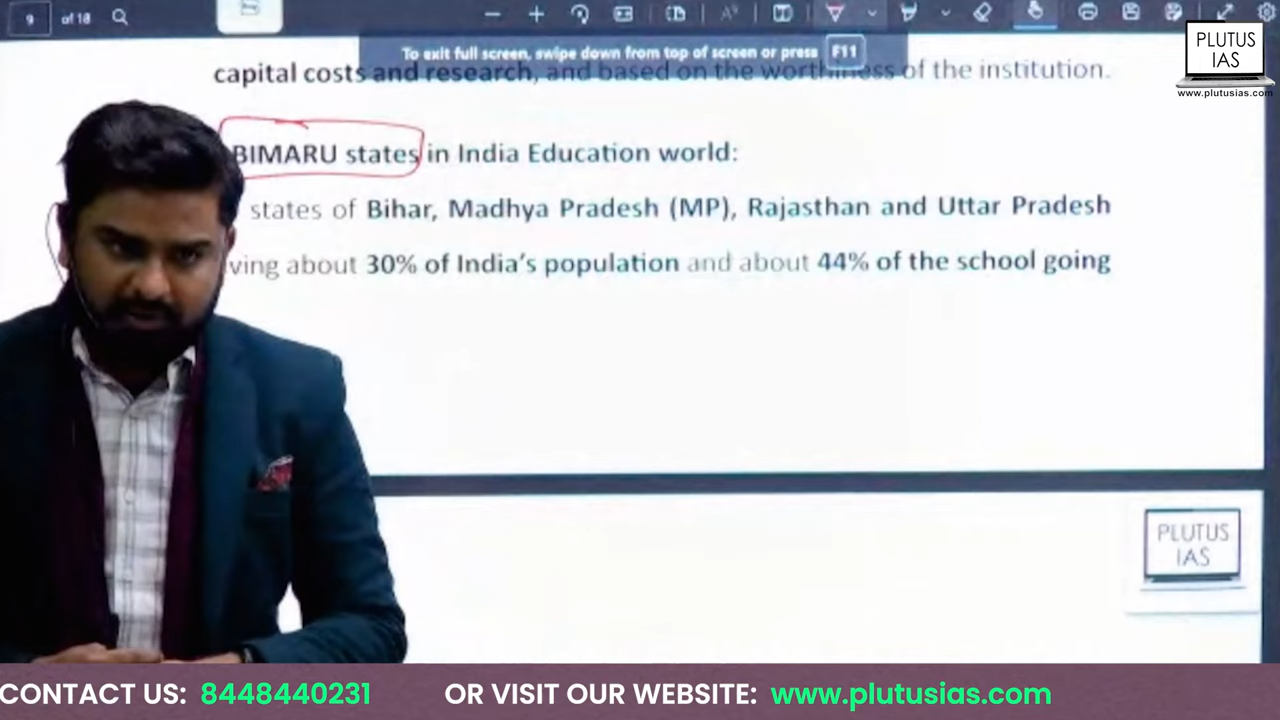 9 of 18
To exit full screen, swipe down from top of screen or press F11
PLUTUS
IAS
www.plutusias.com
capital costs and research, and based on the worthiness of the institution.
BIMARU states in India Education world:
states of Bihar, Madhya Pradesh (MP), Rajasthan and Uttar Pradesh
ving about 30% of India's population and about 44% of the school going
PLUTUS
IAS
CONTACT US: 8448440231 OR VISIT OUR WEBSITE: www.plutusias.com